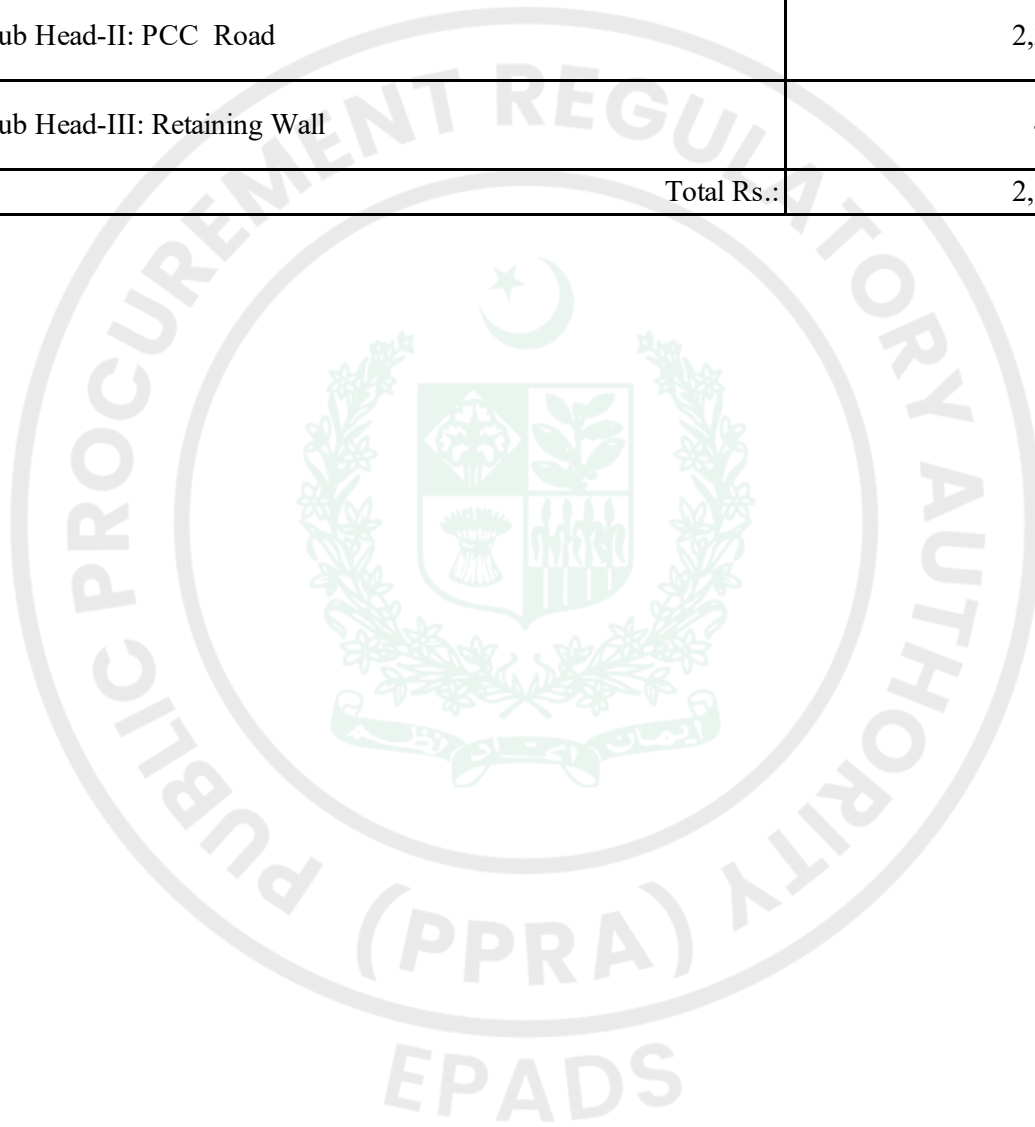 ub Head-II: PCC Road 2,
ub Head-III: Retaining Wall
Total Rs.: 2,
PUBLIC PROCUREMENT REGULATORY AUTHORITY
(PPRA)
EPADS